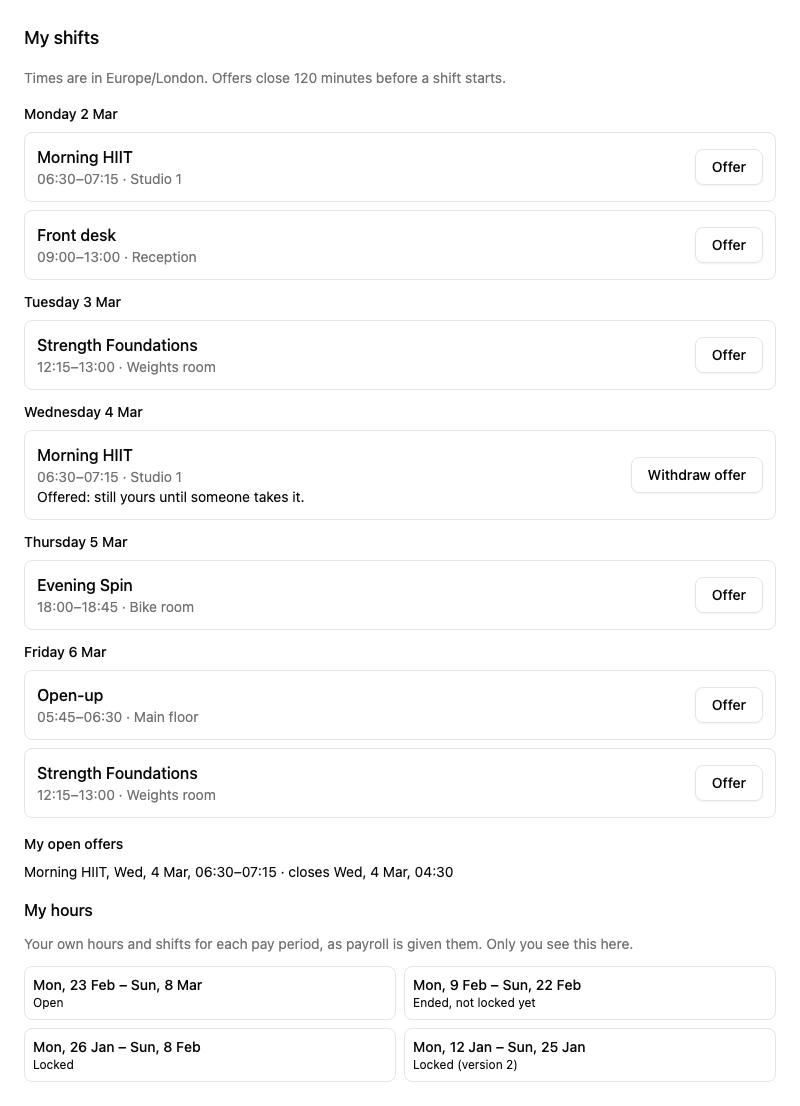 My shifts
Times are in Europe/London. Offers close 120 minutes before a shift starts.
Monday 2 Mar
Morning HIIT
06:30–07:15 · Studio 1
Offer
Front desk
09:00–13:00 · Reception
Offer
Tuesday 3 Mar
Strength Foundations
12:15–13:00 · Weights room
Offer
Wednesday 4 Mar
Morning HIIT
06:30–07:15 · Studio 1
Offered: still yours until someone takes it.
Withdraw offer
Thursday 5 Mar
Evening Spin
18:00–18:45 · Bike room
Offer
Friday 6 Mar
Open-up
05:45–06:30 · Main floor
Offer
Strength Foundations
12:15–13:00 · Weights room
Offer
My open offers
Morning HIIT, Wed, 4 Mar, 06:30–07:15 · closes Wed, 4 Mar, 04:30
My hours
Your own hours and shifts for each pay period, as payroll is given them. Only you see this here.
Mon, 23 Feb – Sun, 8 Mar
Open
Mon, 9 Feb – Sun, 22 Feb
Ended, not locked yet
Mon, 26 Jan – Sun, 8 Feb
Locked
Mon, 12 Jan – Sun, 25 Jan
Locked (version 2)